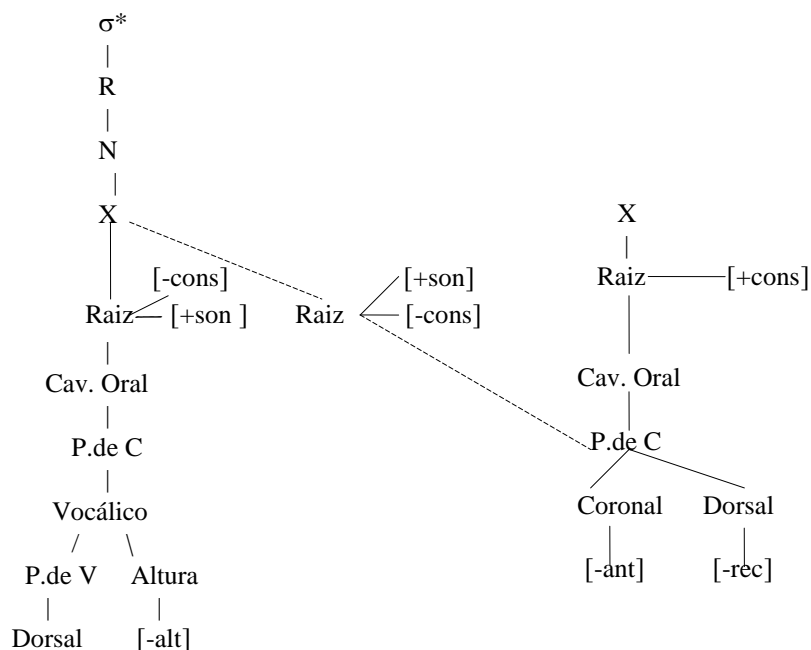 σ*
R
N
X X
[-cons] [+son] Raiz [+cons]
Raiz [+son ] Raiz [-cons]
Cav. Oral Cav. Oral
P.de C P.de C
Vocálico Coronal Dorsal
P.de V Altura [-ant] [-rec]
Dorsal [-alt]